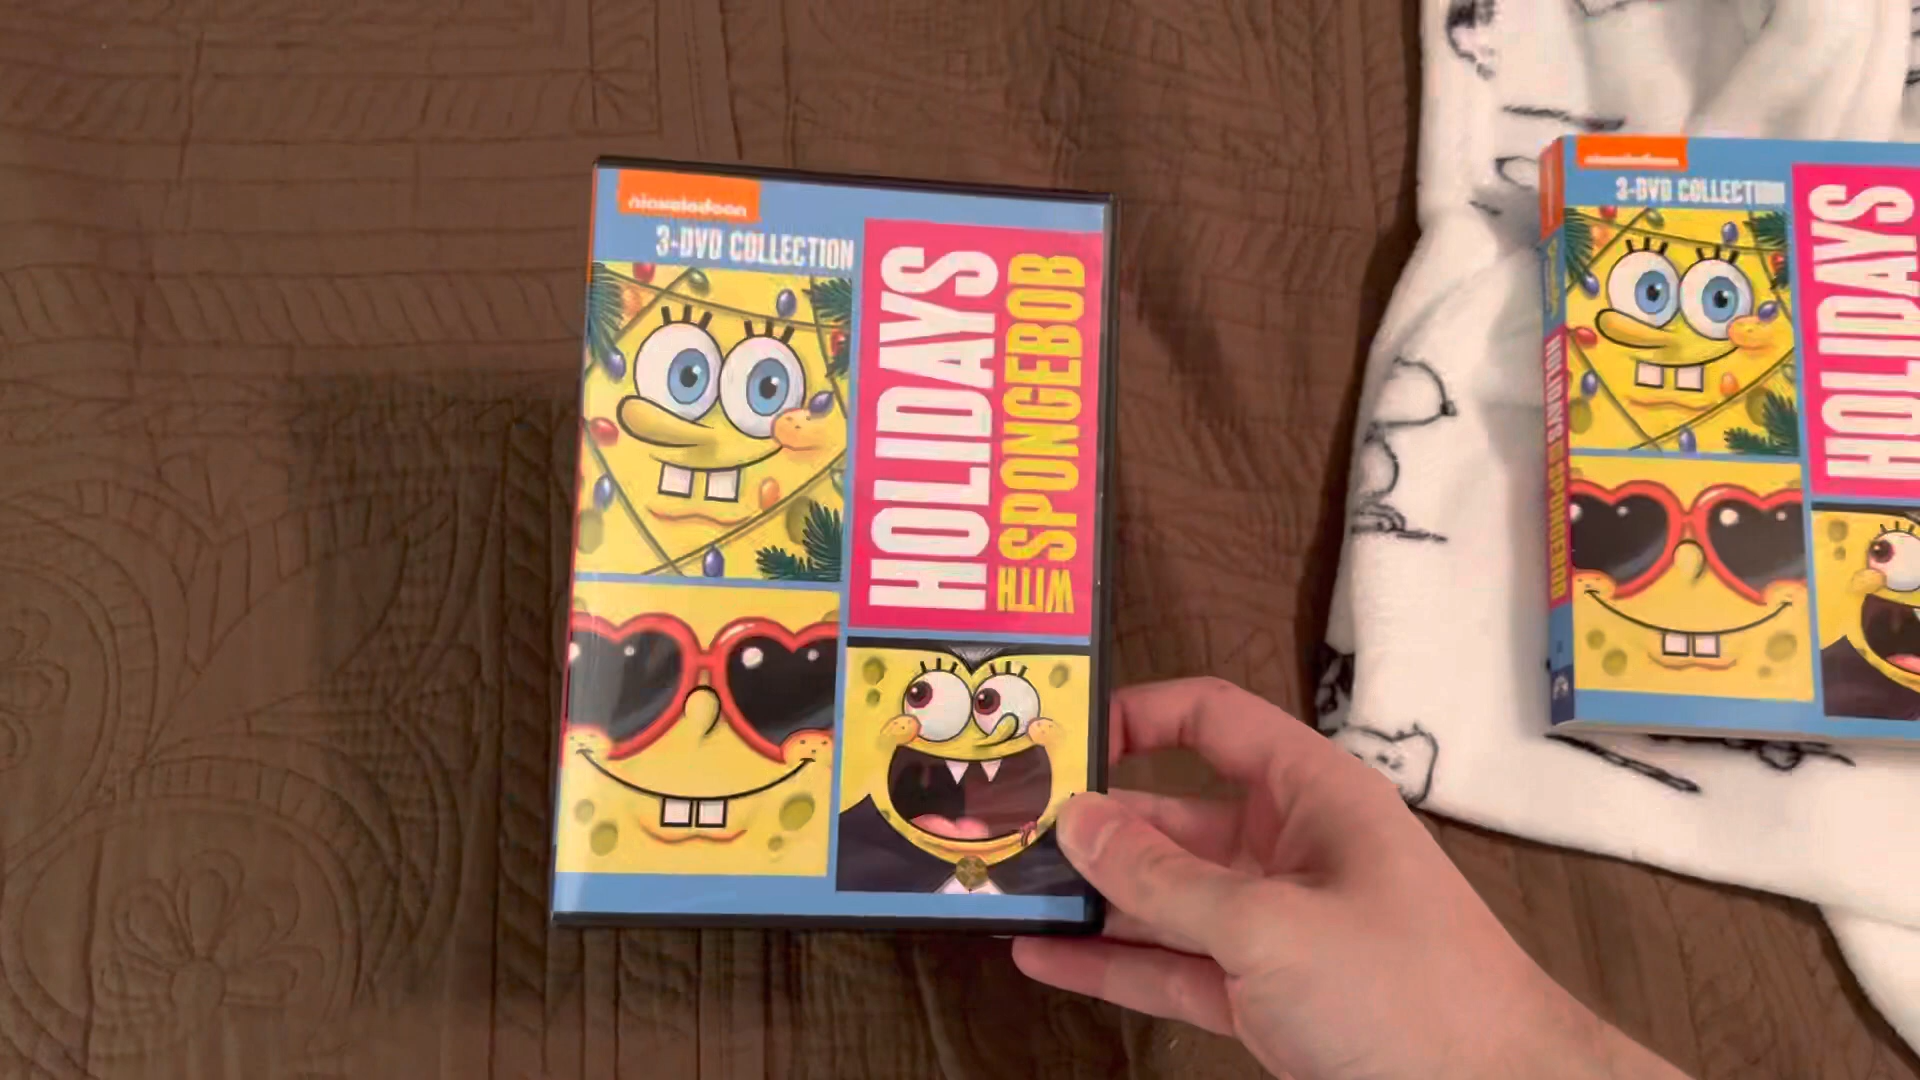 nickelodeon
3-DVD COLLECTION
HOLIDAYS
WITH SPONGEBOB
nickelodeon
3-DVD COLLECTION
HOLIDAYS
HOLIDAYS WITH SPONGEBOB